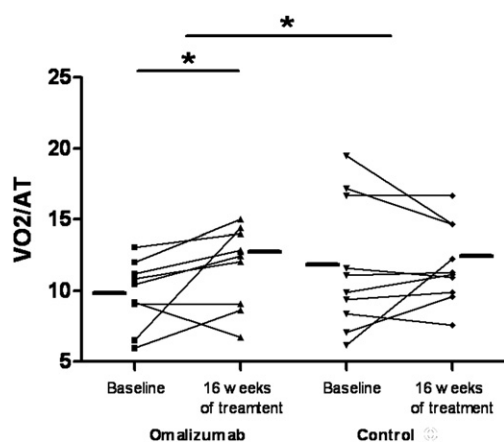 *
*
25
20
15
10
5
VO2/AT
Baseline
16 weeks
of treamtent
Baseline
16 weeks
of treatment
Omalizumab
Control